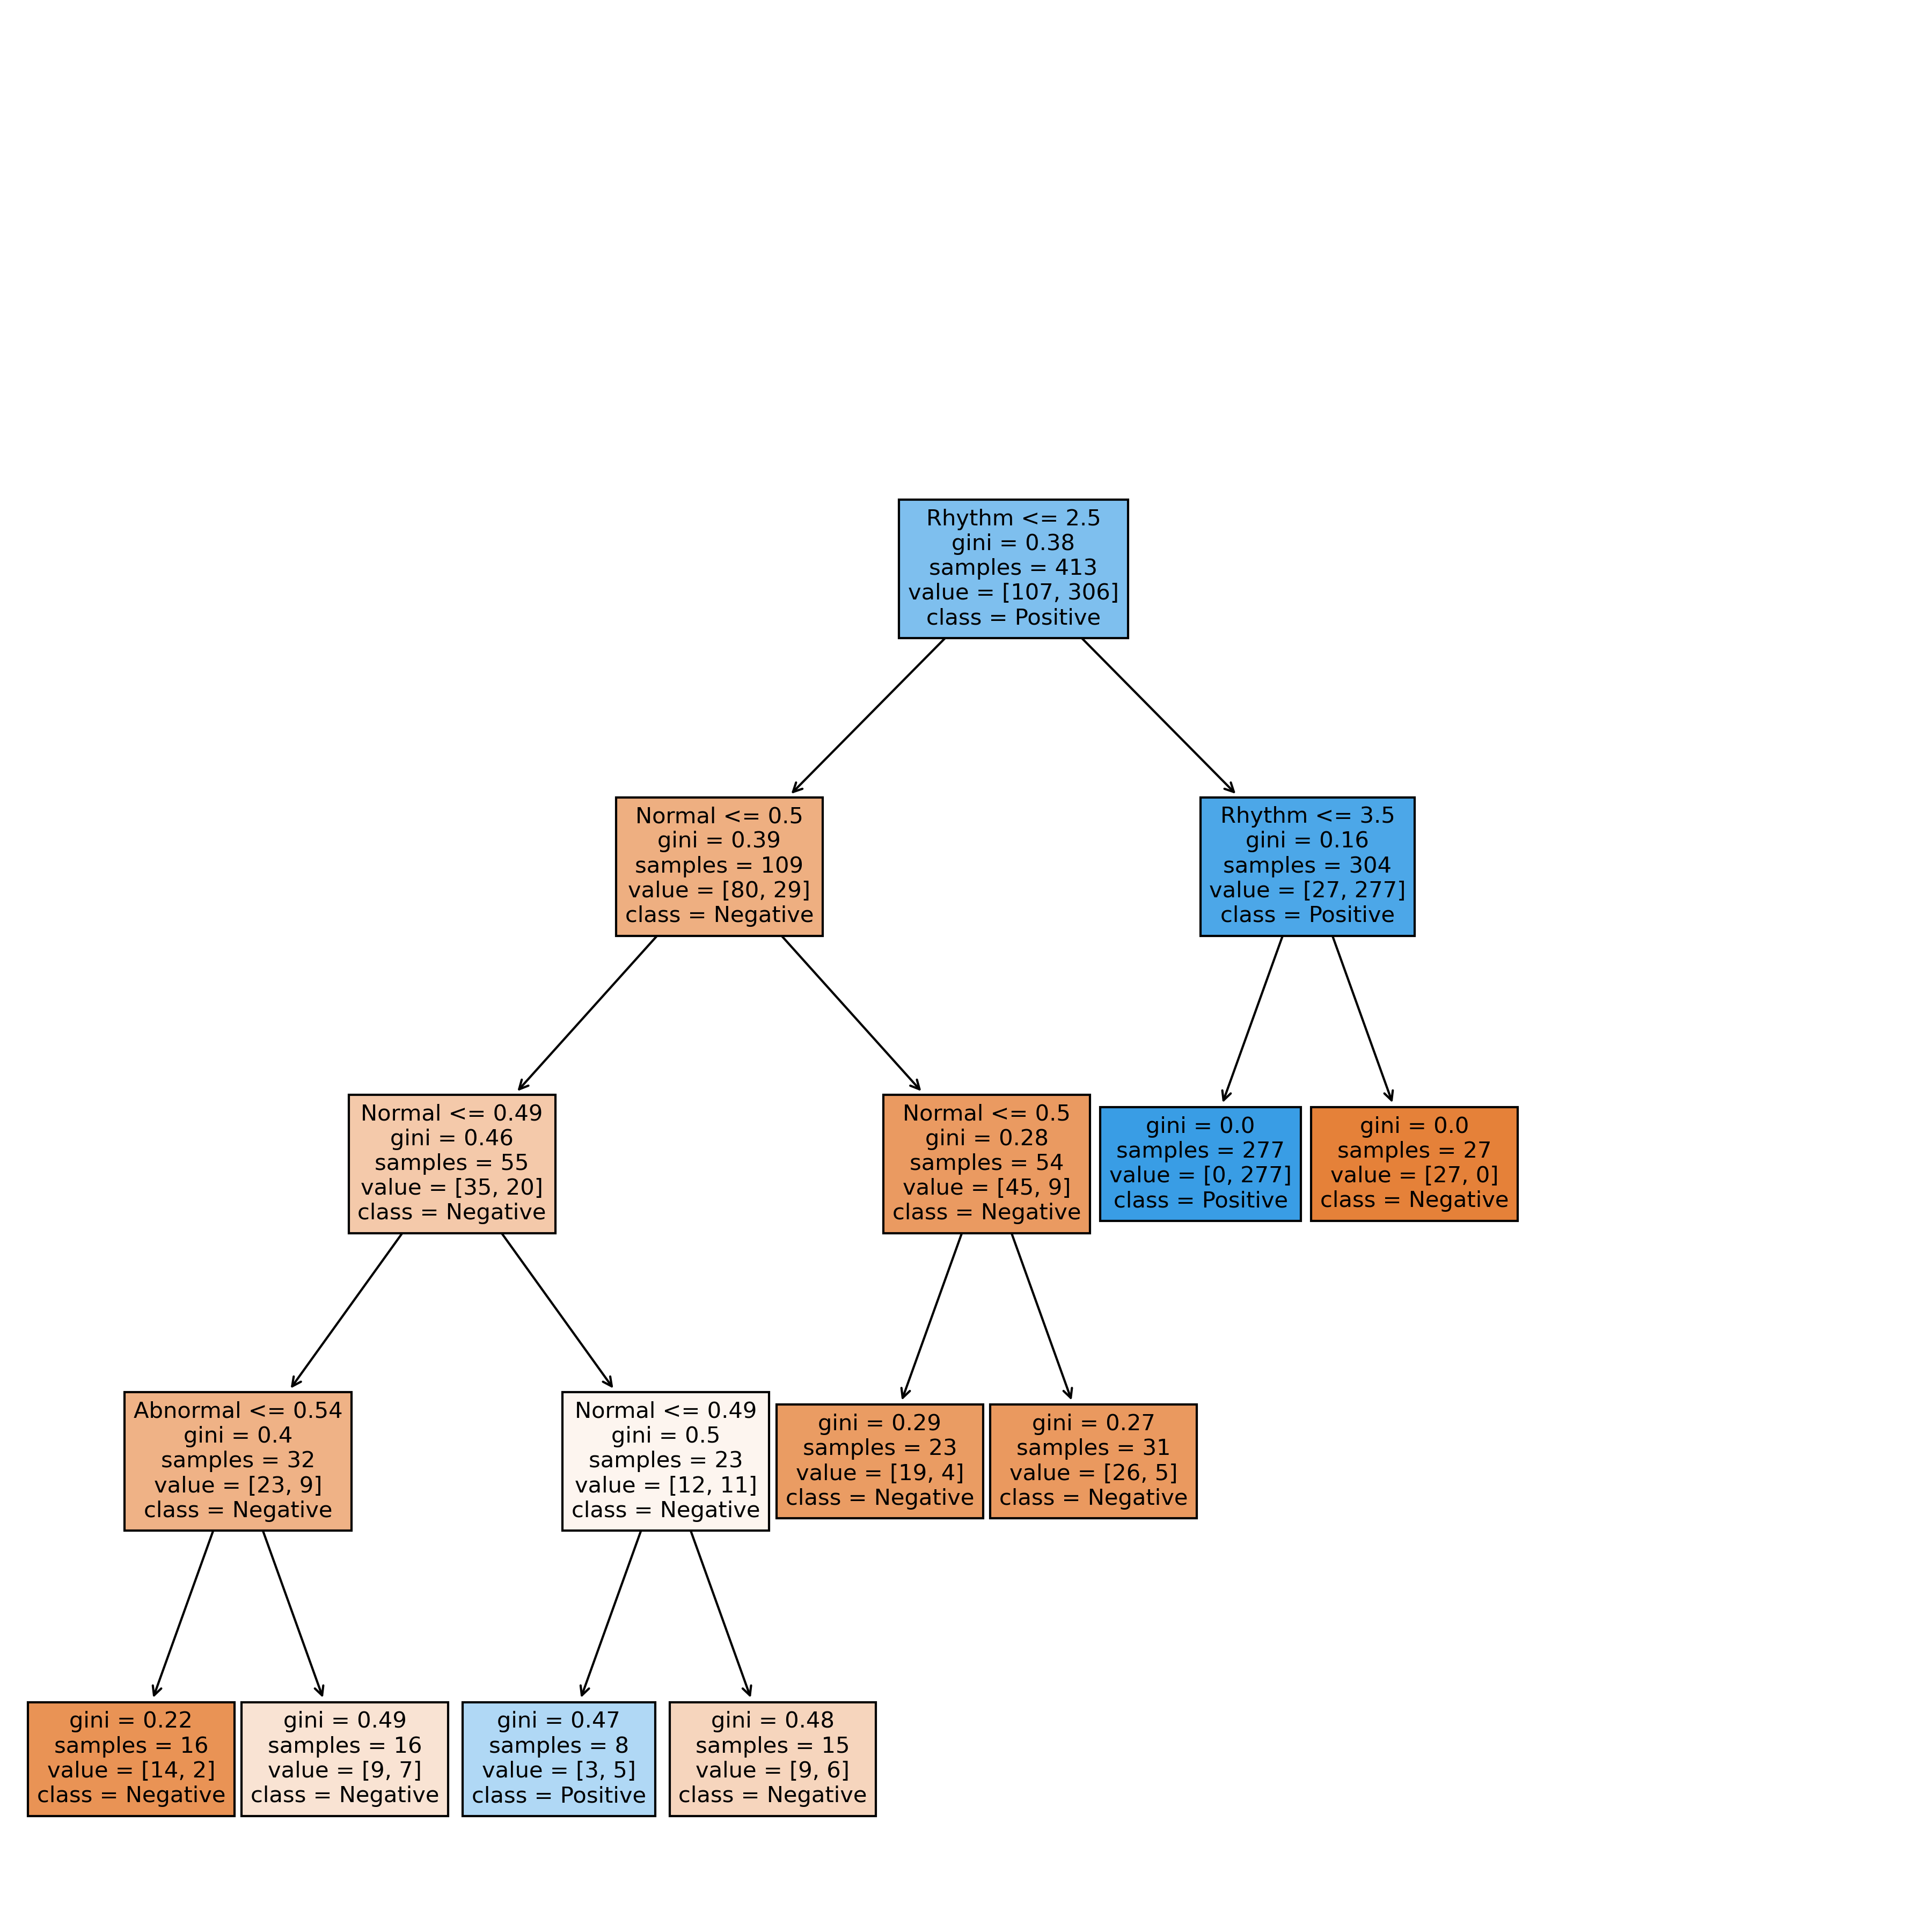 Rhythm <= 2.5
gini = 0.38
samples = 413
value = [107, 306]
class = Positive
Normal <= 0.5
gini = 0.39
samples = 109
value = [80, 29]
class = Negative
Rhythm <= 3.5
gini = 0.16
samples = 304
value = [27, 277]
class = Positive
Normal <= 0.49
gini = 0.46
samples = 55
value = [35, 20]
class = Negative
Normal <= 0.5
gini = 0.28
samples = 54
value = [45, 9]
class = Negative
gini = 0.0
samples = 277
value = [0, 277]
class = Positive
gini = 0.0
samples = 27
value = [27, 0]
class = Negative
Abnormal <= 0.54
gini = 0.4
samples = 32
value = [23, 9]
class = Negative
Normal <= 0.49
gini = 0.5
samples = 23
value = [12, 11]
class = Negative
gini = 0.29
samples = 23
value = [19, 4]
class = Negative
gini = 0.27
samples = 31
value = [26, 5]
class = Negative
gini = 0.22
samples = 16
value = [14, 2]
class = Negative
gini = 0.49
samples = 16
value = [9, 7]
class = Negative
gini = 0.47
samples = 8
value = [3, 5]
class = Positive
gini = 0.48
samples = 15
value = [9, 6]
class = Negative